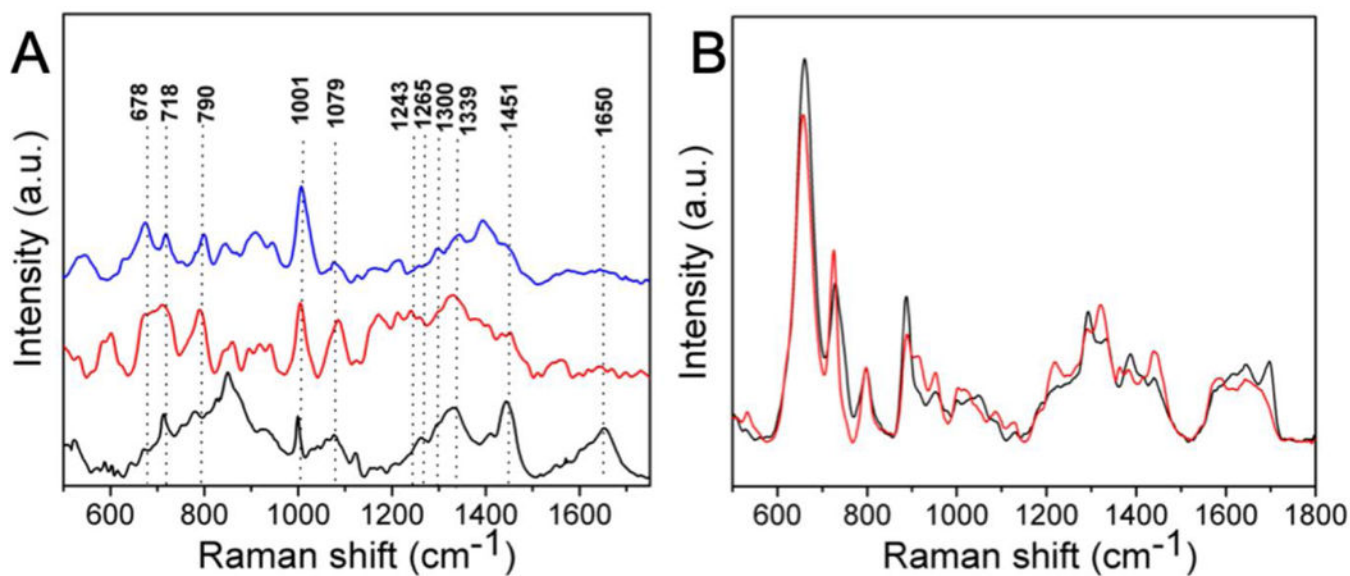 A
678
718
790
1001
1079
1243
1265
1300
1339
1451
1650
Intensity (a.u.)
600 800 1000 1200 1400 1600
Raman shift (cm-1)
B
Intensity (a.u.)
600 800 1000 1200 1400 1600 1800
Raman shift (cm-1)